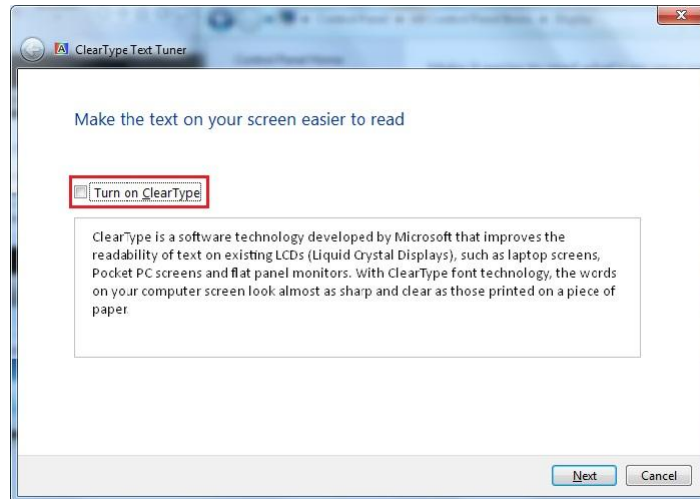 ClearType Text Tuner
Make the text on your screen easier to read
Turn on ClearType
ClearType is a software technology developed by Microsoft that improves the
readability of text on existing LCDs (Liquid Crystal Displays), such as laptop screens,
Pocket PC screens and flat panel monitors. With ClearType font technology, the words
on your computer screen look almost as sharp and clear as those printed on a piece of
paper.
Next Cancel